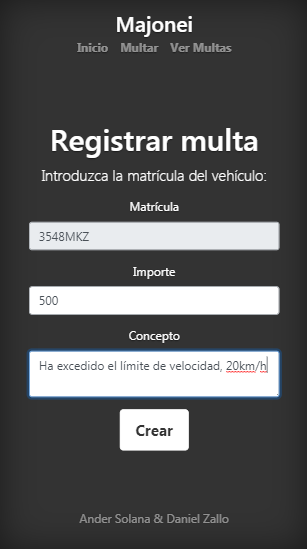 Majonei
Inicio Multar Ver Multas
Registrar multa
Introduzca la matrícula del vehículo:
Matrícula
3548MKZ
Importe
500
Concepto
Ha excedido el límite de velocidad, 20km/h
Crear
Ander Solana & Daniel Zallo